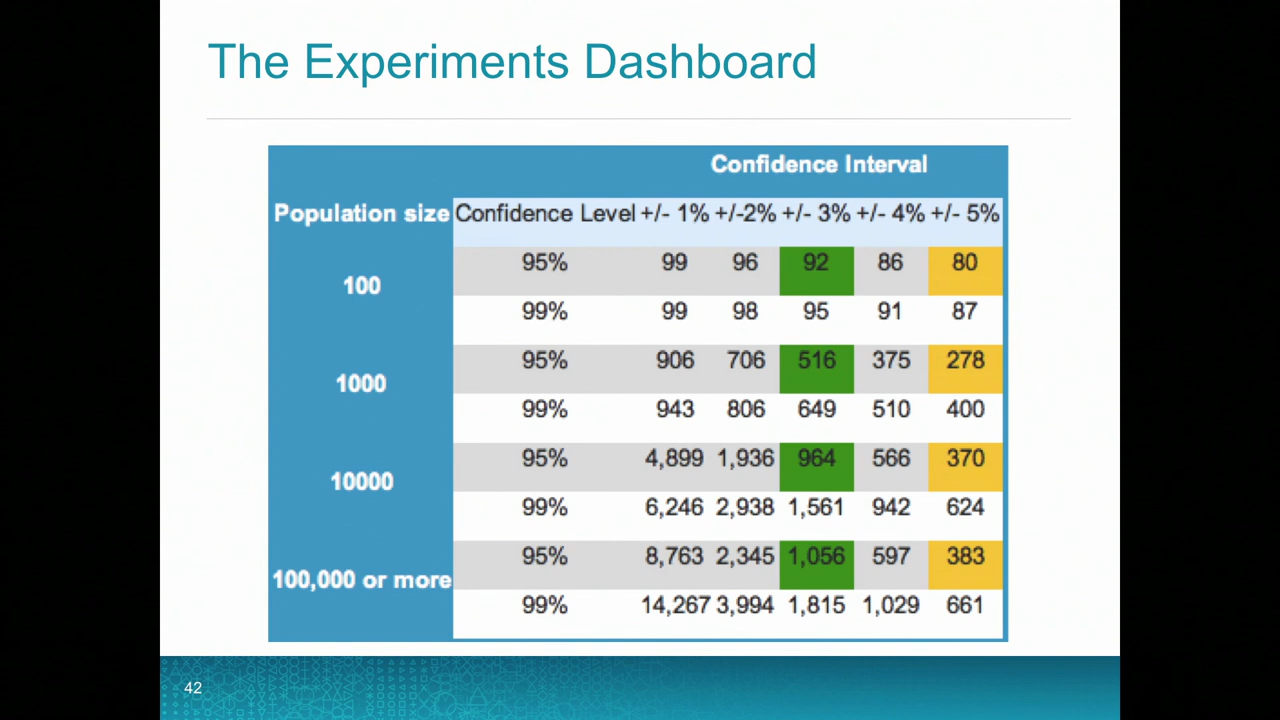 The Experiments Dashboard
Confidence Interval
Population size Confidence Level +/- 1% +/-2% +/- 3% +/- 4% +/- 5%
100
95% 99 96 92 86 80
99% 99 98 95 91 87
1000
95% 906 706 516 375 278
99% 943 806 649 510 400
10000
95% 4,899 1,936 964 566 370
99% 6,246 2,938 1,561 942 624
100,000 or more
95% 8,763 2,345 1,056 597 383
99% 14,267 3,994 1,815 1,029 661
42